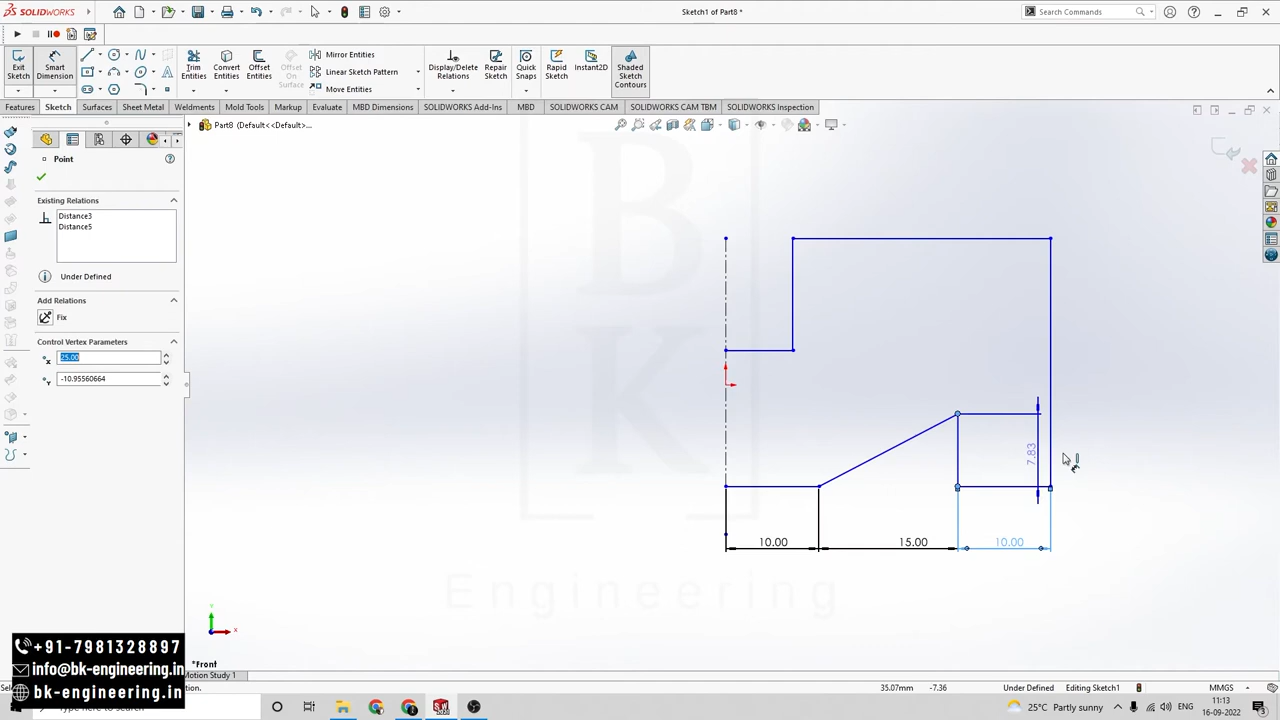 SOLIDWORKS
Sketch1 of Part8 *
Search Commands
Exit Sketch
Smart Dimension
Trim Entities
Convert Entities
Offset Entities
Offset On Surface
Mirror Entities
Linear Sketch Pattern
Move Entities
Display/Delete Relations
Repair Sketch
Quick Snaps
Rapid Sketch
Instant2D
Shaded Sketch Contours
Features Sketch Surfaces Sheet Metal Weldments Mold Tools Markup Evaluate MBD Dimensions SOLIDWORKS Add-Ins MBD SOLIDWORKS CAM SOLIDWORKS CAM TBM SOLIDWORKS Inspection
Part8 (Default<<Default>...
Point
Existing Relations
Distance3
Distance5
Under Defined
Add Relations
Fix
Control Vertex Parameters
25.00
-10.95560664
B
K
Engineering
7.83
10.00
15.00
10.00
Y
X
*Front
Motion Study 1
+91-7981328897
info@bk-engineering.in
bk-engineering.in
35.07mm
-7.36
Under Defined
Editing Sketch1
MMGS
25°C Partly sunny
11:13
16-09-2022